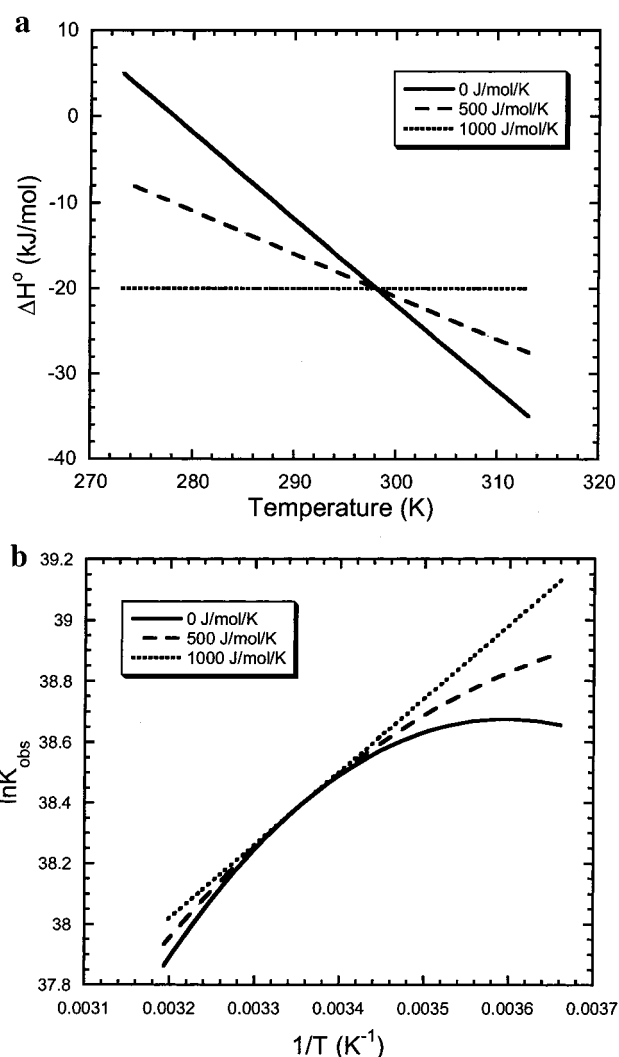 a
10
0
-10
-20
-30
-40
ΔH° (kJ/mol)
0 J/mol/K
500 J/mol/K
1000 J/mol/K
270 280 290 300 310 320
Temperature (K)
b
39.2
39
38.8
38.6
38.4
38.2
38
37.8
lnK_obs
0 J/mol/K
500 J/mol/K
1000 J/mol/K
0.0031 0.0032 0.0033 0.0034 0.0035 0.0036 0.0037
1/T (K⁻¹)